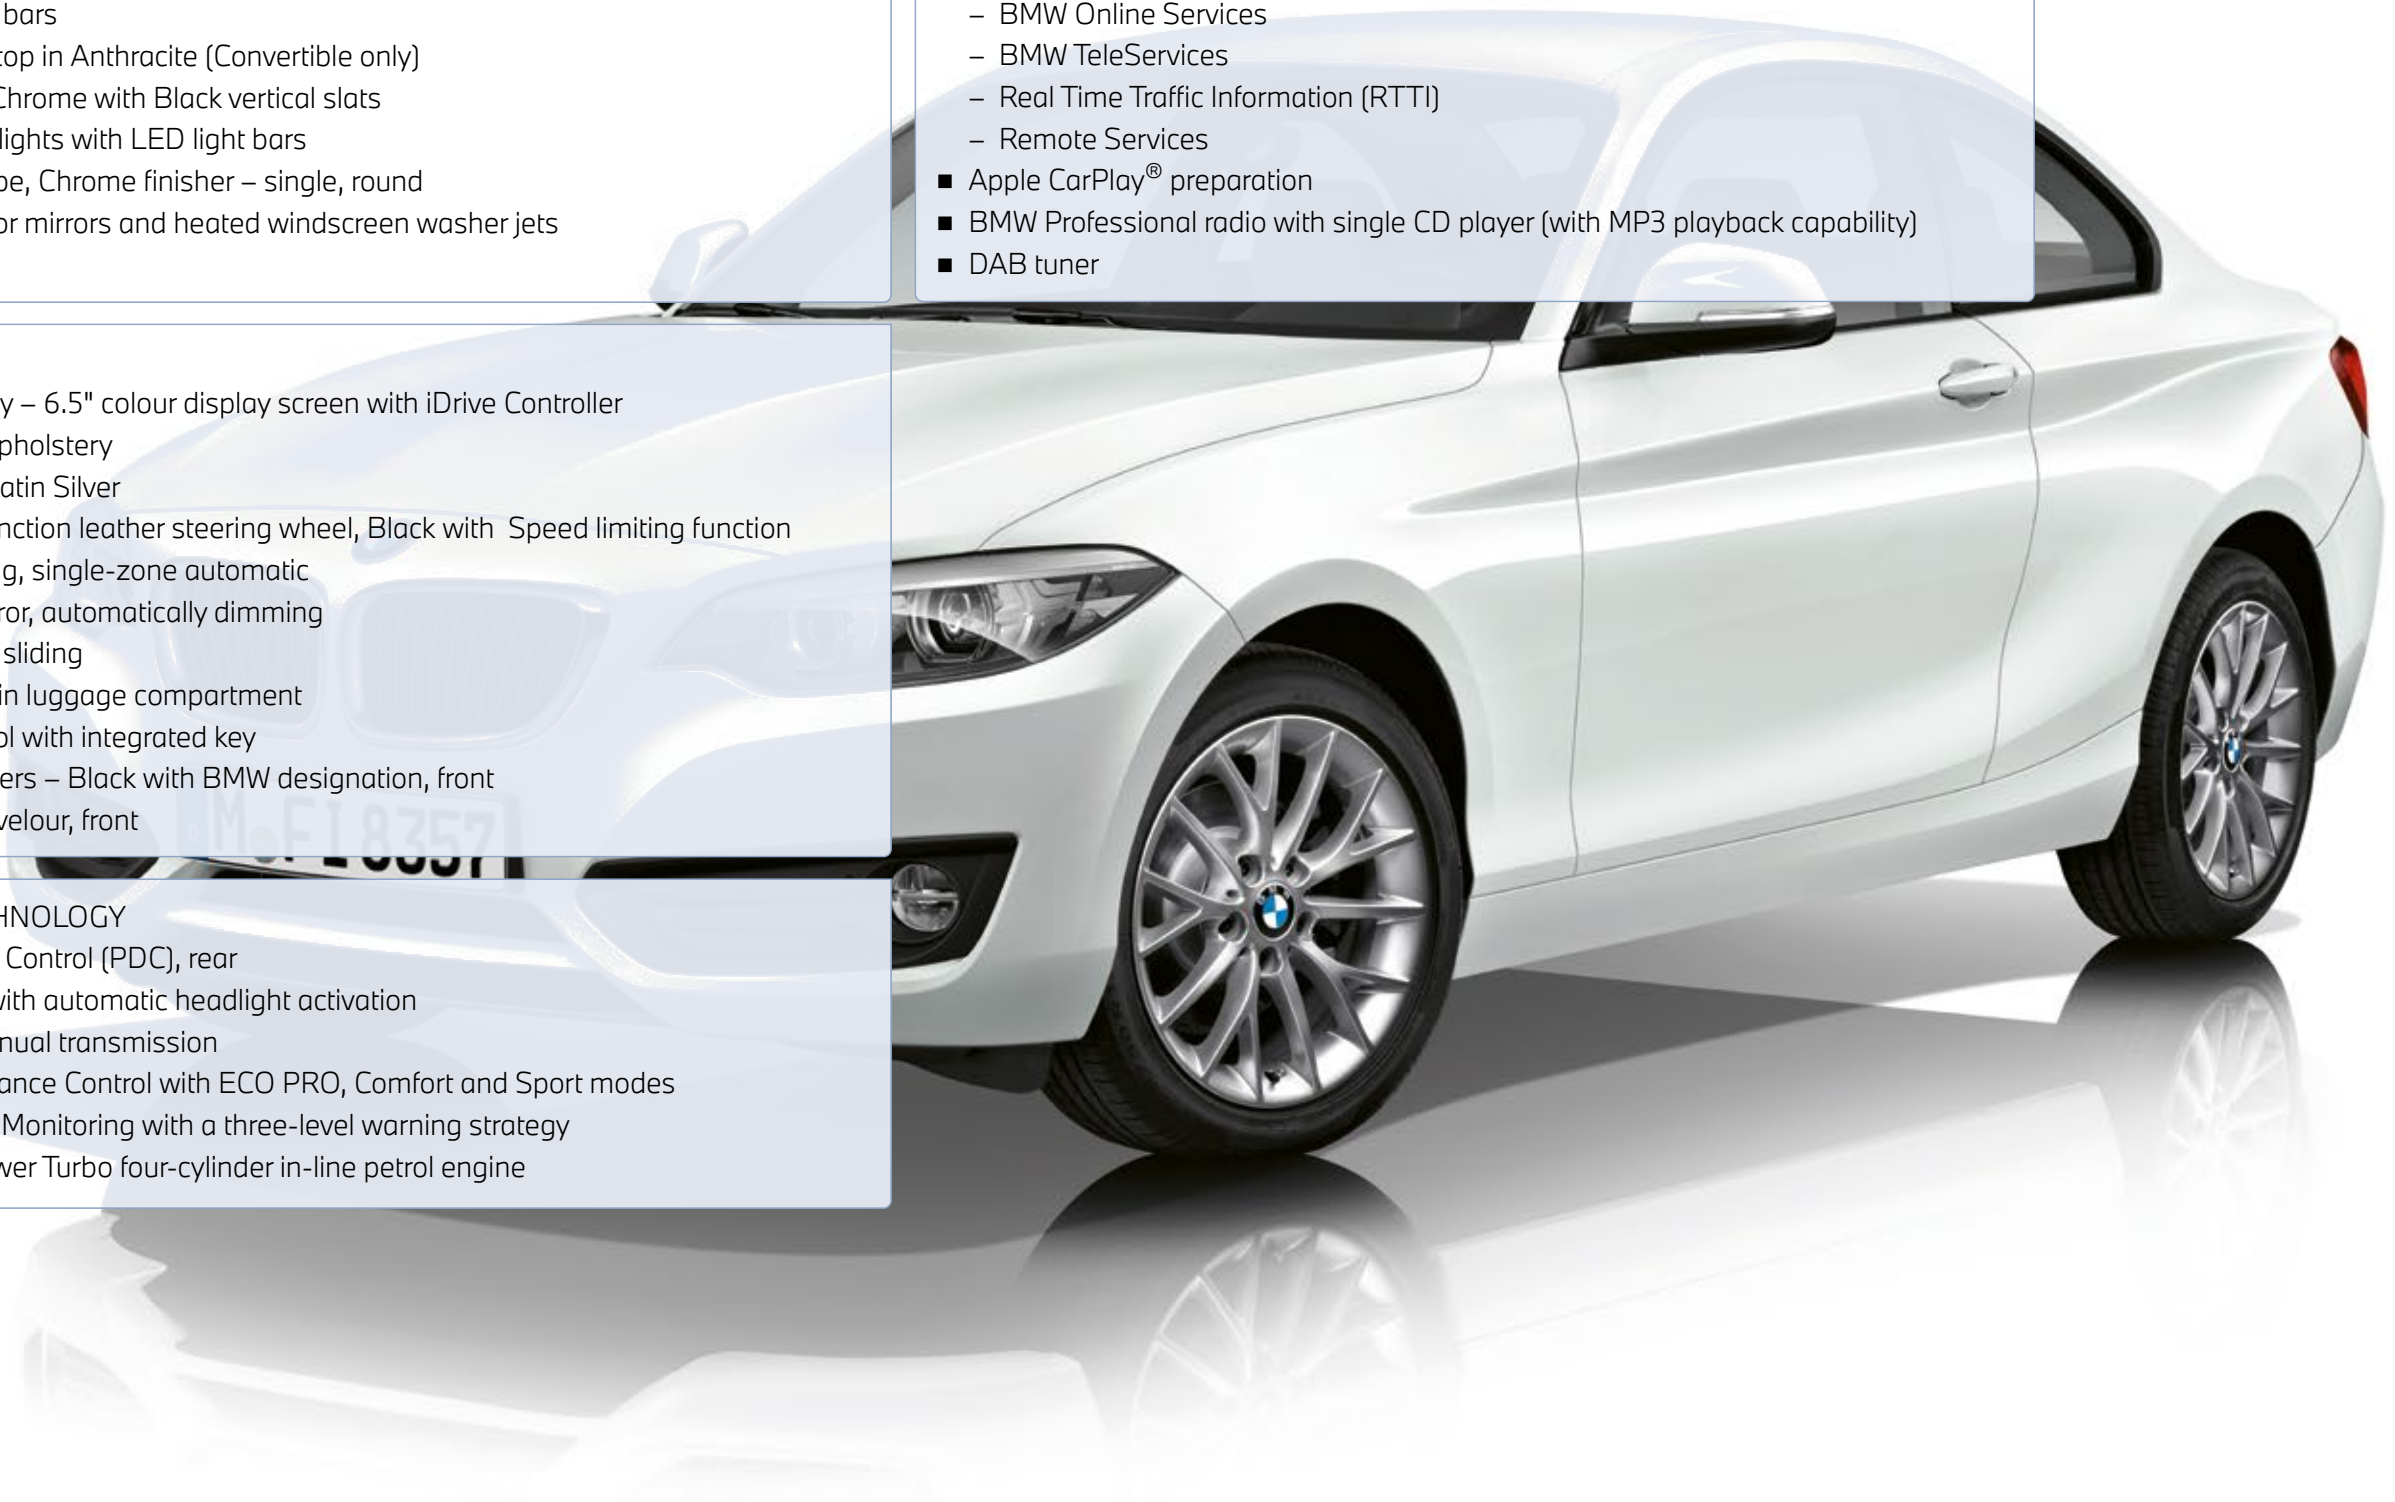 bars
top in Anthracite (Convertible only)
Chrome with Black vertical slats
lights with LED light bars
pe, Chrome finisher – single, round
or mirrors and heated windscreen washer jets
– BMW Online Services
– BMW TeleServices
– Real Time Traffic Information (RTTI)
– Remote Services
■ Apple CarPlay® preparation
■ BMW Professional radio with single CD player (with MP3 playback capability)
■ DAB tuner
y – 6.5" colour display screen with iDrive Controller
pholstery
atin Silver
nction leather steering wheel, Black with  Speed limiting function
g, single-zone automatic
ror, automatically dimming
sliding
in luggage compartment
ol with integrated key
ers – Black with BMW designation, front
velour, front
M FI 8357
HNOLOGY
Control (PDC), rear
with automatic headlight activation
nual transmission
ance Control with ECO PRO, Comfort and Sport modes
Monitoring with a three-level warning strategy
wer Turbo four-cylinder in-line petrol engine